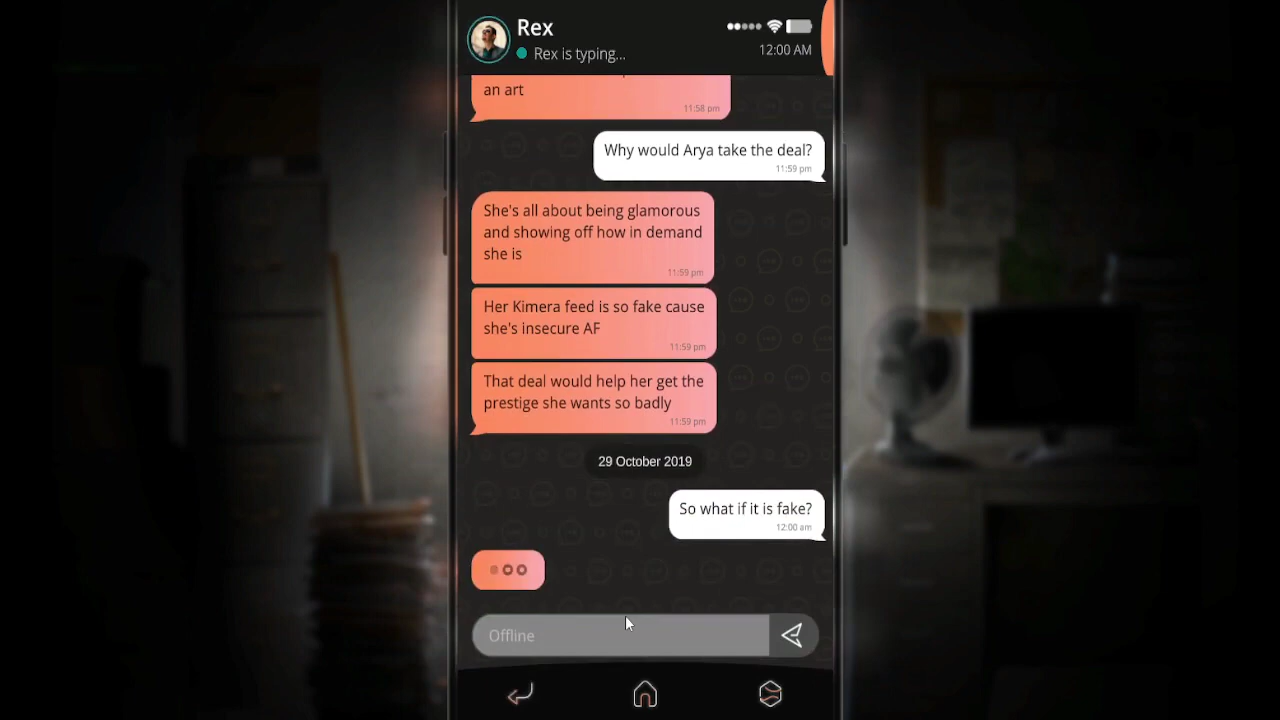 Rex
Rex is typing...
12:00 AM
an art
11:58 pm
Why would Arya take the deal?
11:59 pm
She's all about being glamorous
and showing off how in demand
she is
11:59 pm
Her Kimera feed is so fake cause
she's insecure AF
11:59 pm
That deal would help her get the
prestige she wants so badly
11:59 pm
29 October 2019
So what if it is fake?
12:00 am
Offline